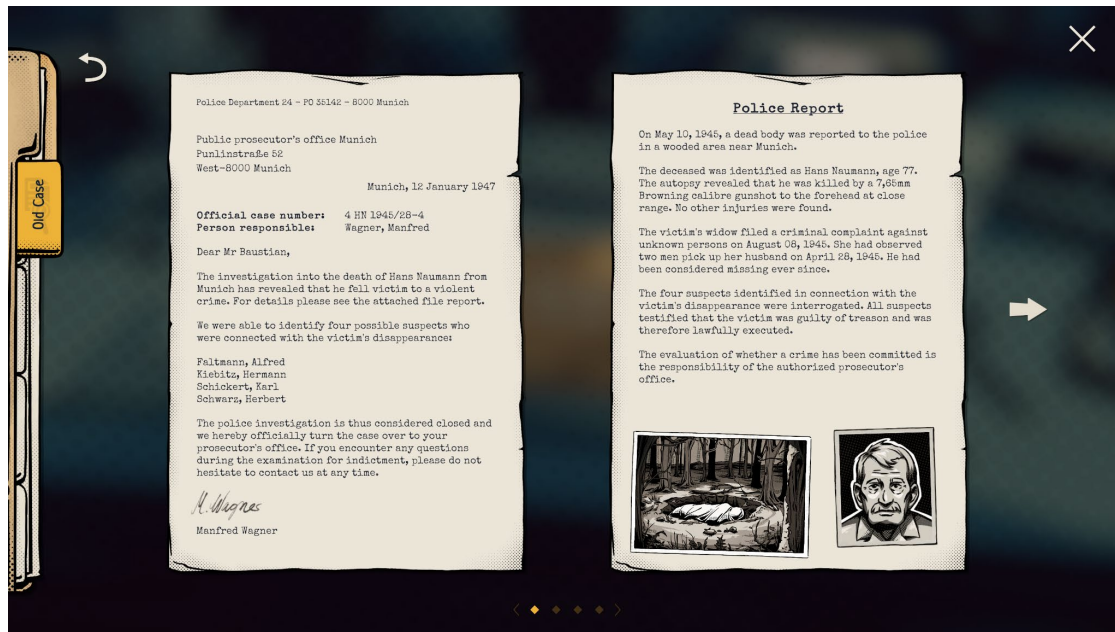 Old Case
Police Department 24 - PO 35142 - 8000 Munich
Public prosecutor's office Munich
Punlinstraße 52
West-8000 Munich
Munich, 12 January 1947
Official case number: 4 HN 1945/28-4
Person responsible: Wagner, Manfred
Dear Mr Baustian,
The investigation into the death of Hans Naumann from
Munich has revealed that he fell victim to a violent
crime. For details please see the attached file report.
We were able to identify four possible suspects who
were connected with the victim's disappearance:
Faltmann, Alfred
Kiebitz, Hermann
Schickert, Karl
Schwarz, Herbert
The police investigation is thus considered closed and
we hereby officially turn the case over to your
prosecutor's office. If you encounter any questions
during the examination for indictment, please do not
hesitate to contact us at any time.
M. Wagner
Manfred Wagner
Police Report
On May 10, 1945, a dead body was reported to the police
in a wooded area near Munich.
The deceased was identified as Hans Naumann, age 77.
The autopsy revealed that he was killed by a 7,65mm
Browning calibre gunshot to the forehead at close
range. No other injuries were found.
The victim's widow filed a criminal complaint against
unknown persons on August 08, 1945. She had observed
two men pick up her husband on April 28, 1945. He had
been considered missing ever since.
The four suspects identified in connection with the
victim's disappearance were interrogated. All suspects
testified that the victim was guilty of treason and was
therefore lawfully executed.
The evaluation of whether a crime has been committed is
the responsibility of the authorized prosecutor's
office.